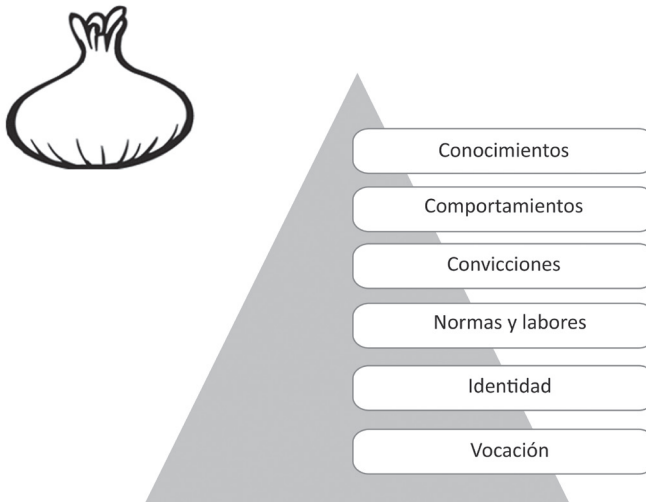 Conocimientos
Comportamientos
Convicciones
Normas y labores
Identidad
Vocación